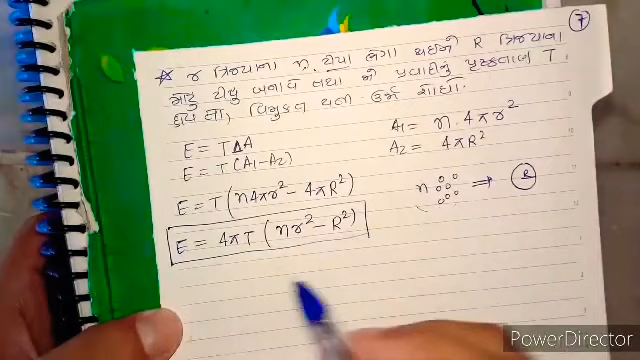 7
☆ r ત્રિજ્યાના n ટીપા ભેગા થઈને R ત્રિજ્યાના
મોટુ ટીપુ બનાવે તથા જો પ્રવાહીનું પૃષ્ઠતાણ T
હોય તો, વિમુક્ત થતી ઉર્જા શોધો.
E = TΔA
E = T(A₁-A₂)
A₁ = n.4πr²
A₂ = 4πR²
E = T(n4πr² - 4πR²)
n ⇒ R
E = 4πT(nr² - R²)
PowerDirector